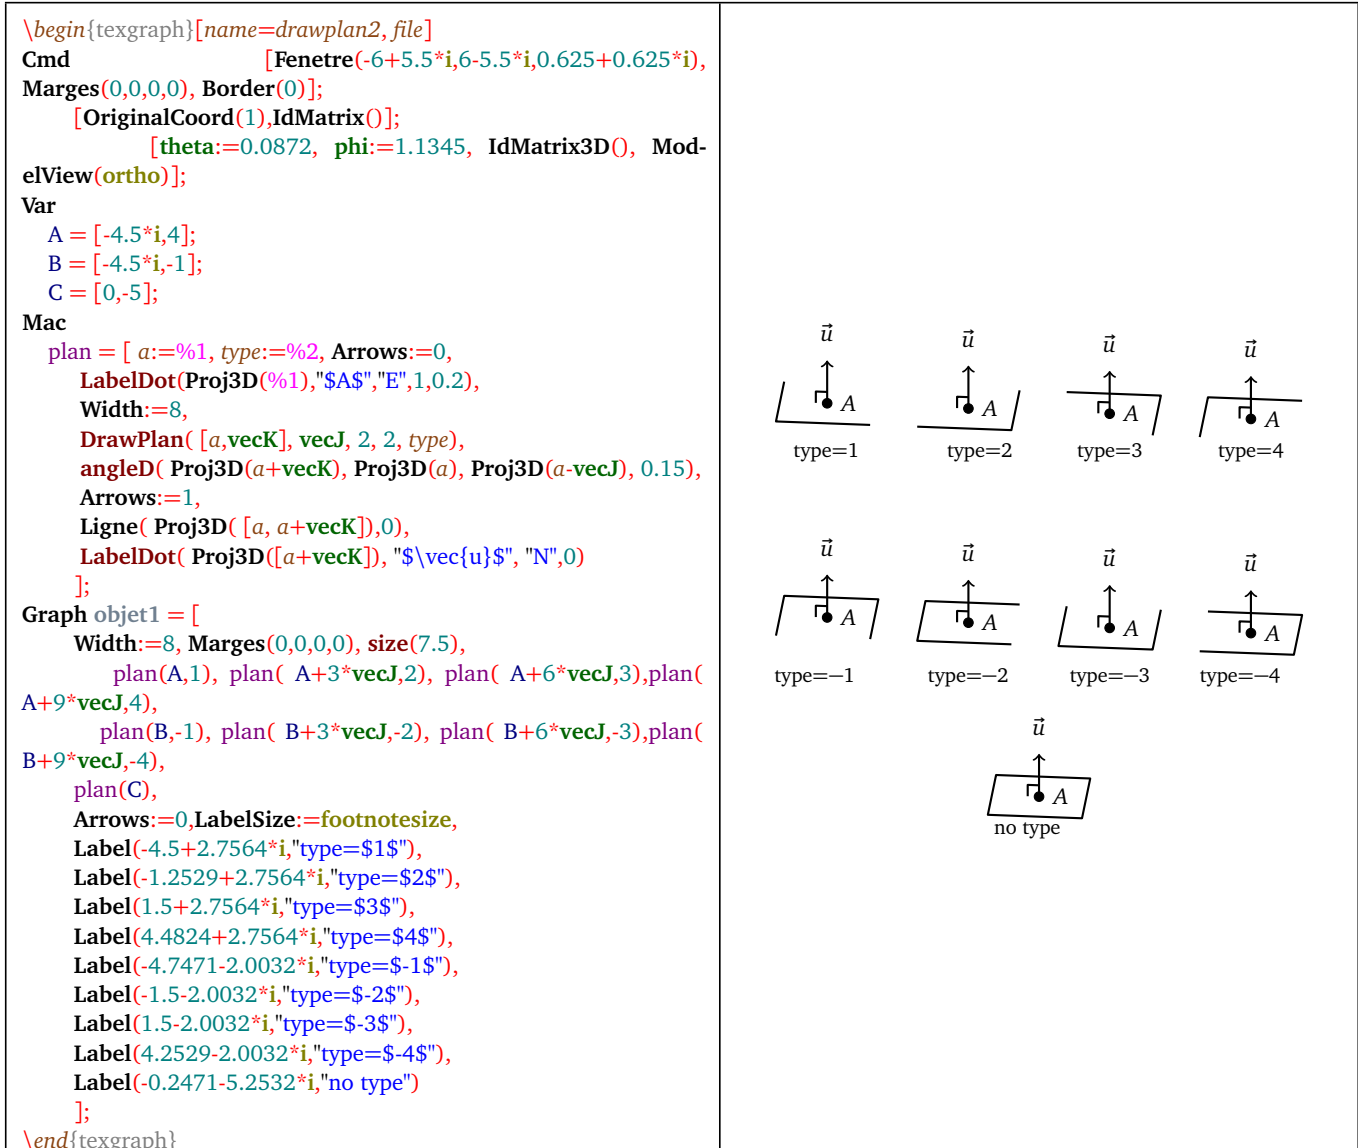 \begin{texgraph}[name=drawplan2, file]
Cmd [Fenetre(-6+5.5*i,6-5.5*i,0.625+0.625*i),
Marges(0,0,0,0), Border(0)];
[OriginalCoord(1),IdMatrix()];
[theta:=0.0872, phi:=1.1345, IdMatrix3D(), Mod-
elView(ortho)];
Var
A = [-4.5*i,4];
B = [-4.5*i,-1];
C = [0,-5];
Mac
plan = [ a:=%1, type:=%2, Arrows:=0,
LabelDot(Proj3D(%1),"$A$","E",1,0.2),
Width:=8,
DrawPlan( [a,vecK], vecJ, 2, 2, type),
angleD( Proj3D(a+vecK), Proj3D(a), Proj3D(a-vecJ), 0.15),
Arrows:=1,
Ligne( Proj3D( [a, a+vecK]),0),
LabelDot( Proj3D([a+vecK]), "$\vec{u}$", "N",0)
];
Graph objet1 = [
Width:=8, Marges(0,0,0,0), size(7.5),
plan(A,1), plan( A+3*vecJ,2), plan( A+6*vecJ,3),plan(
A+9*vecJ,4),
plan(B,-1), plan( B+3*vecJ,-2), plan( B+6*vecJ,-3),plan(
B+9*vecJ,-4),
plan(C),
Arrows:=0,LabelSize:=footnotesize,
Label(-4.5+2.7564*i,"type=$1$"),
Label(-1.2529+2.7564*i,"type=$2$"),
Label(1.5+2.7564*i,"type=$3$"),
Label(4.4824+2.7564*i,"type=$4$"),
Label(-4.7471-2.0032*i,"type=$-1$"),
Label(-1.5-2.0032*i,"type=$-2$"),
Label(1.5-2.0032*i,"type=$-3$"),
Label(4.2529-2.0032*i,"type=$-4$"),
Label(-0.2471-5.2532*i,"no type")
];
\end{texgraph}
u⃗ u⃗ u⃗ u⃗
A A A A
type=1 type=2 type=3 type=4
u⃗ u⃗ u⃗ u⃗
A A A A
type=−1 type=−2 type=−3 type=−4
u⃗
A
no type